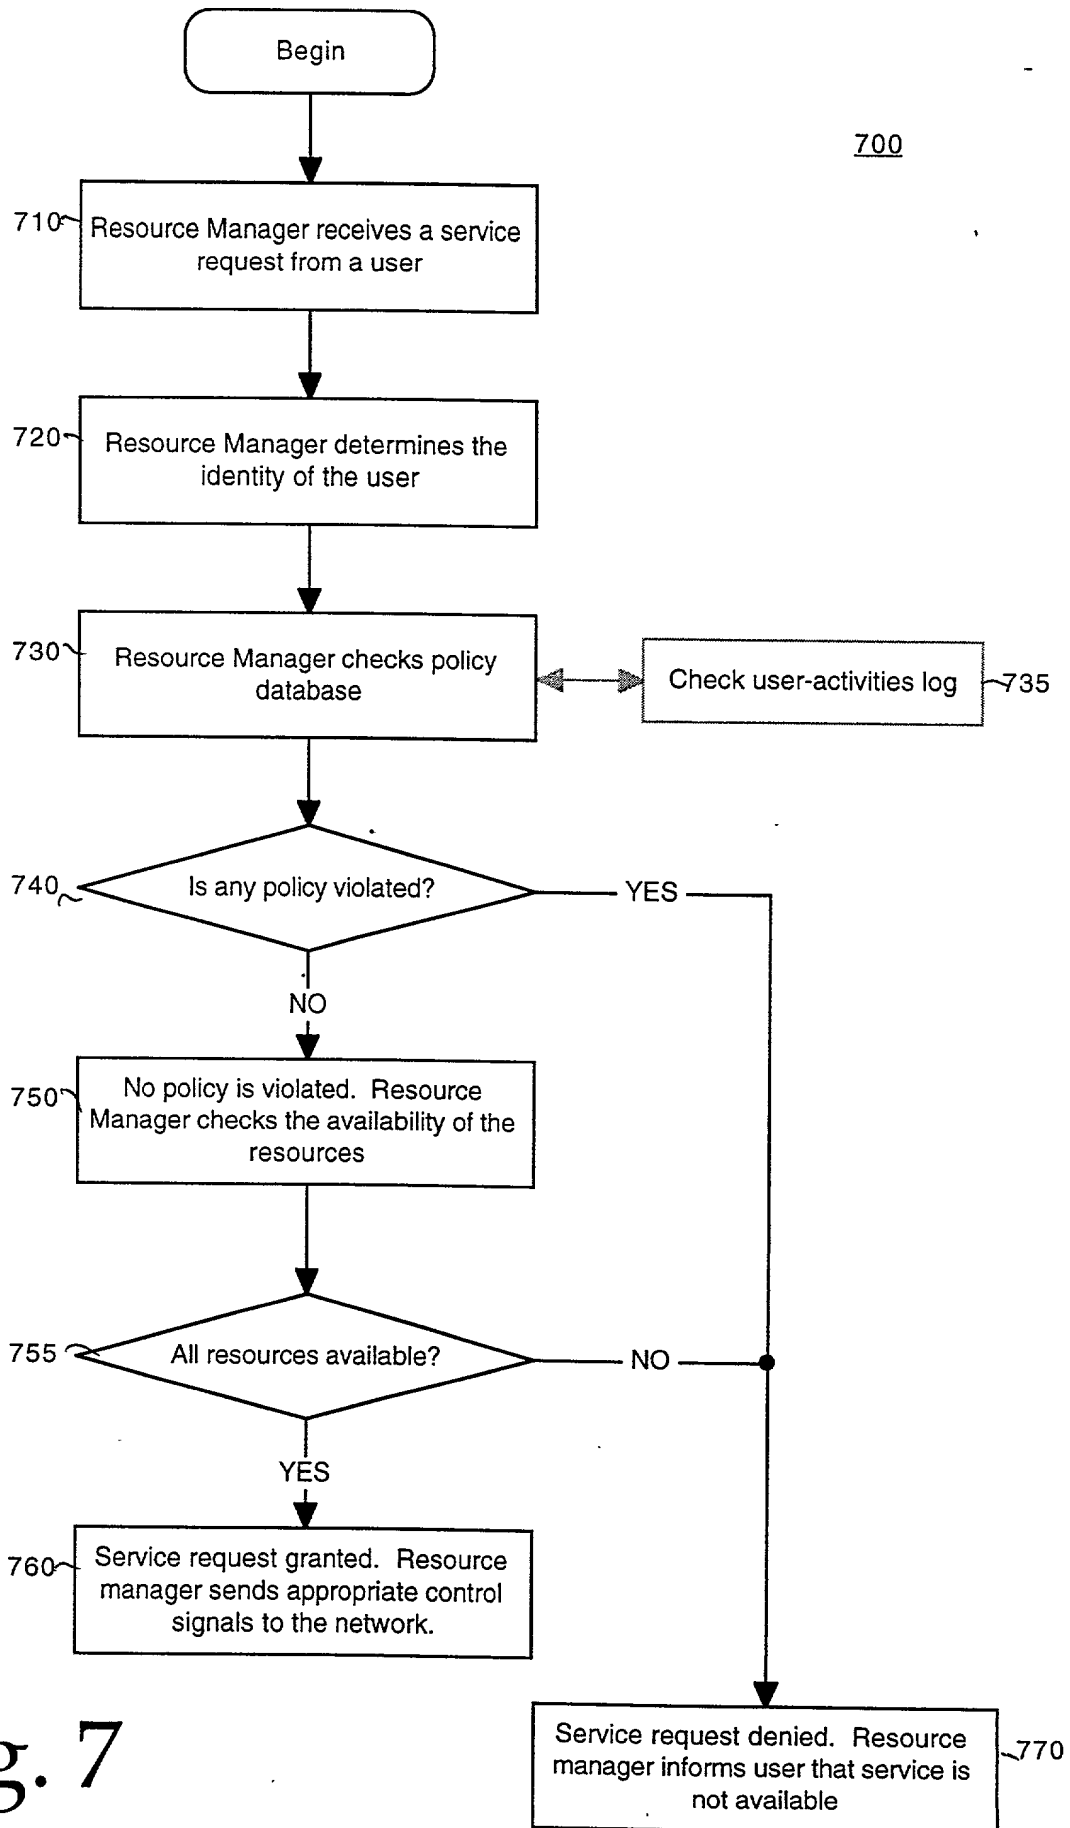 Begin
700
710
Resource Manager receives a service
request from a user
720
Resource Manager determines the
identity of the user
730
Resource Manager checks policy
database
Check user-activities log
735
740
Is any policy violated?
YES
NO
750
No policy is violated. Resource
Manager checks the availability of the
resources
755
All resources available?
NO
YES
760
Service request granted. Resource
manager sends appropriate control
signals to the network.
g. 7
Service request denied. Resource
manager informs user that service is
not available
770